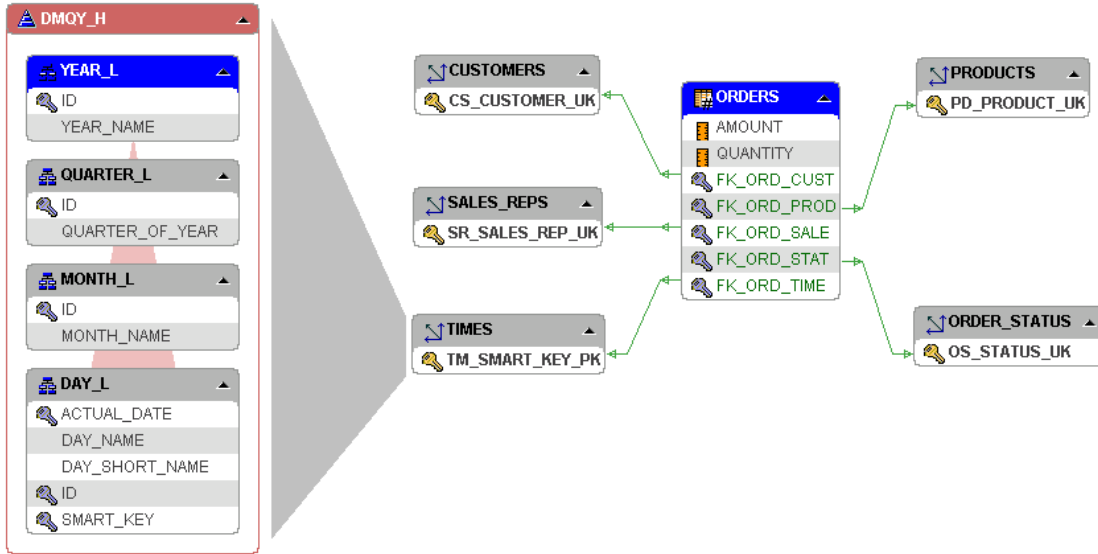 DMQY_H
YEAR_L
ID
YEAR_NAME
QUARTER_L
ID
QUARTER_OF_YEAR
MONTH_L
ID
MONTH_NAME
DAY_L
ACTUAL_DATE
DAY_NAME
DAY_SHORT_NAME
ID
SMART_KEY
CUSTOMERS
CS_CUSTOMER_UK
SALES_REPS
SR_SALES_REP_UK
TIMES
TM_SMART_KEY_PK
ORDERS
AMOUNT
QUANTITY
FK_ORD_CUST
FK_ORD_PROD
FK_ORD_SALE
FK_ORD_STAT
FK_ORD_TIME
PRODUCTS
PD_PRODUCT_UK
ORDER_STATUS
OS_STATUS_UK